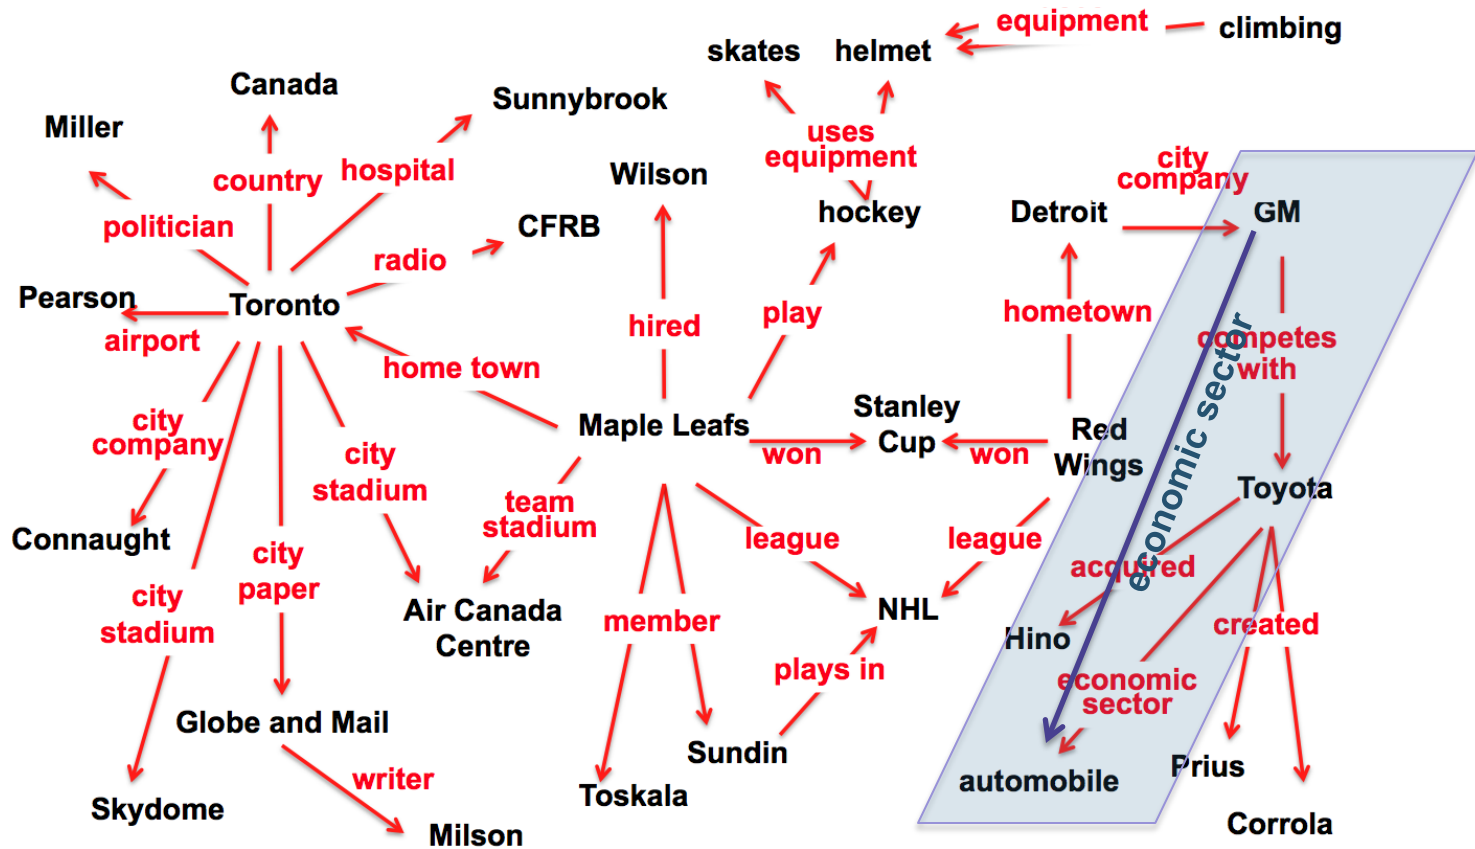 equipment
climbing
skates
helmet
Canada
Sunnybrook
Miller
uses
equipment
country
hospital
Wilson
city
company
politician
CFRB
hockey
Detroit
GM
radio
Pearson
Toronto
airport
hired
play
hometown
competes
with
economic sector
home town
city
company
Maple Leafs
Stanley
Cup
won
won
Red
Wings
city
stadium
team
stadium
Toyota
Connaught
league
league
acquired
city
paper
city
stadium
Air Canada
Centre
member
NHL
Hino
created
plays in
economic
sector
Globe and Mail
Sundin
Prius
writer
automobile
Toskala
Skydome
Milson
Corrola